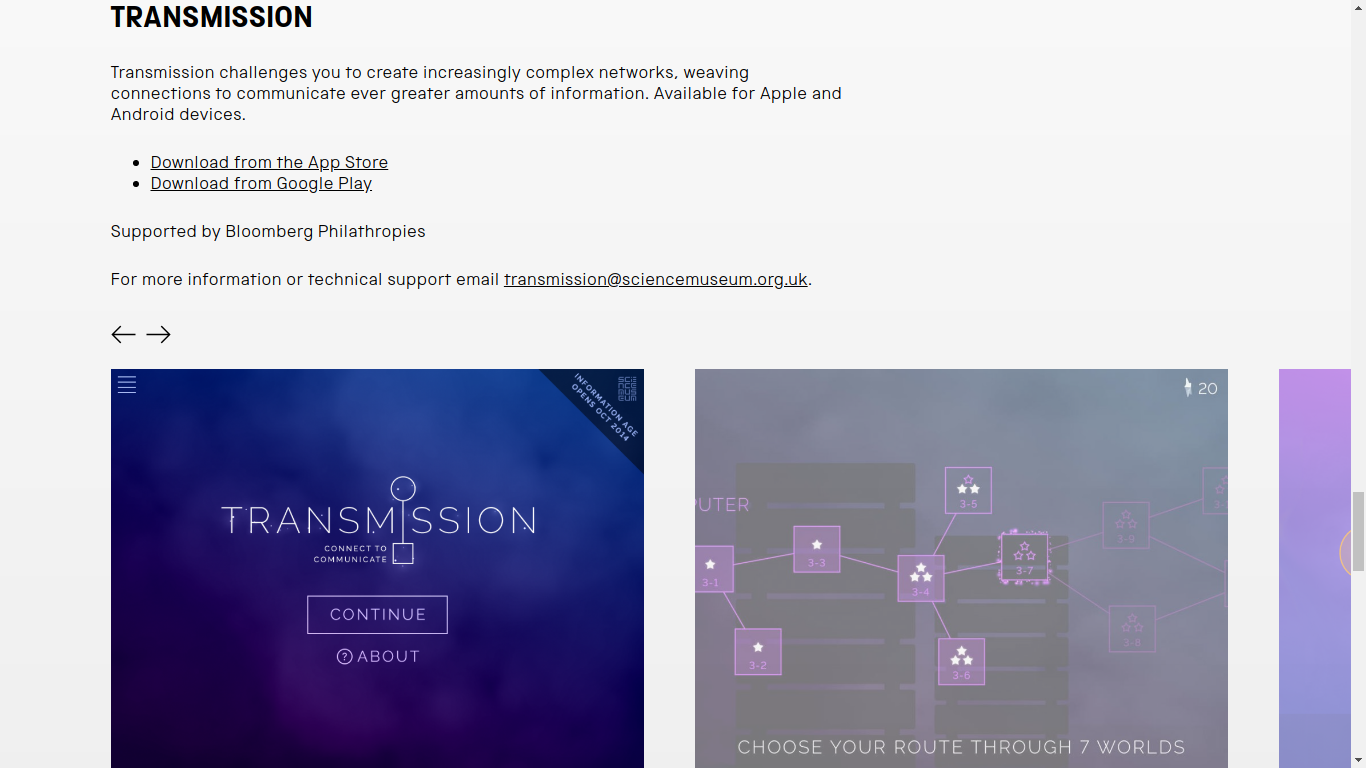 TRANSMISSION
Transmission challenges you to create increasingly complex networks, weaving
connections to communicate ever greater amounts of information. Available for Apple and
Android devices.
Download from the App Store
Download from Google Play
Supported by Bloomberg Philathropies
For more information or technical support email transmission@sciencemuseum.org.uk.
INFORMATION AGE
OPENS OCT 2014
SCIENCE MUSEUM
TRANSMISSION
CONNECT TO
COMMUNICATE
CONTINUE
? ABOUT
20
PUTER
3-5
3-3
3-9
3-1
3-4
3-7
3-8
3-2
3-6
CHOOSE YOUR ROUTE THROUGH 7 WORLDS